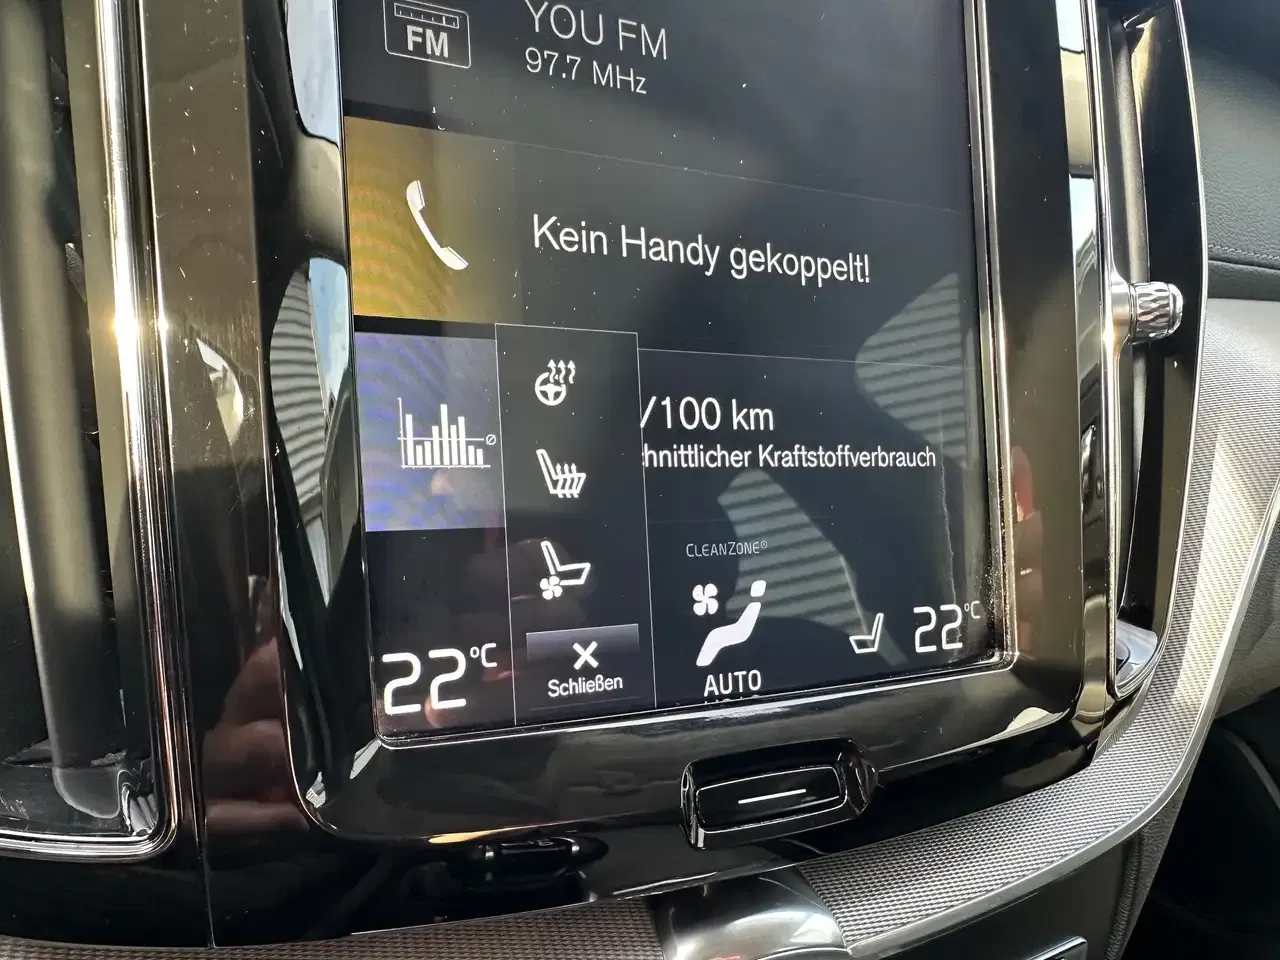 FM
YOU FM
97.7 MHz
Kein Handy gekoppelt!
/100 km
hnittlicher Kraftstoffverbrauch
Ø
CLEANZONE
22°C
Schließen
AUTO
22°C